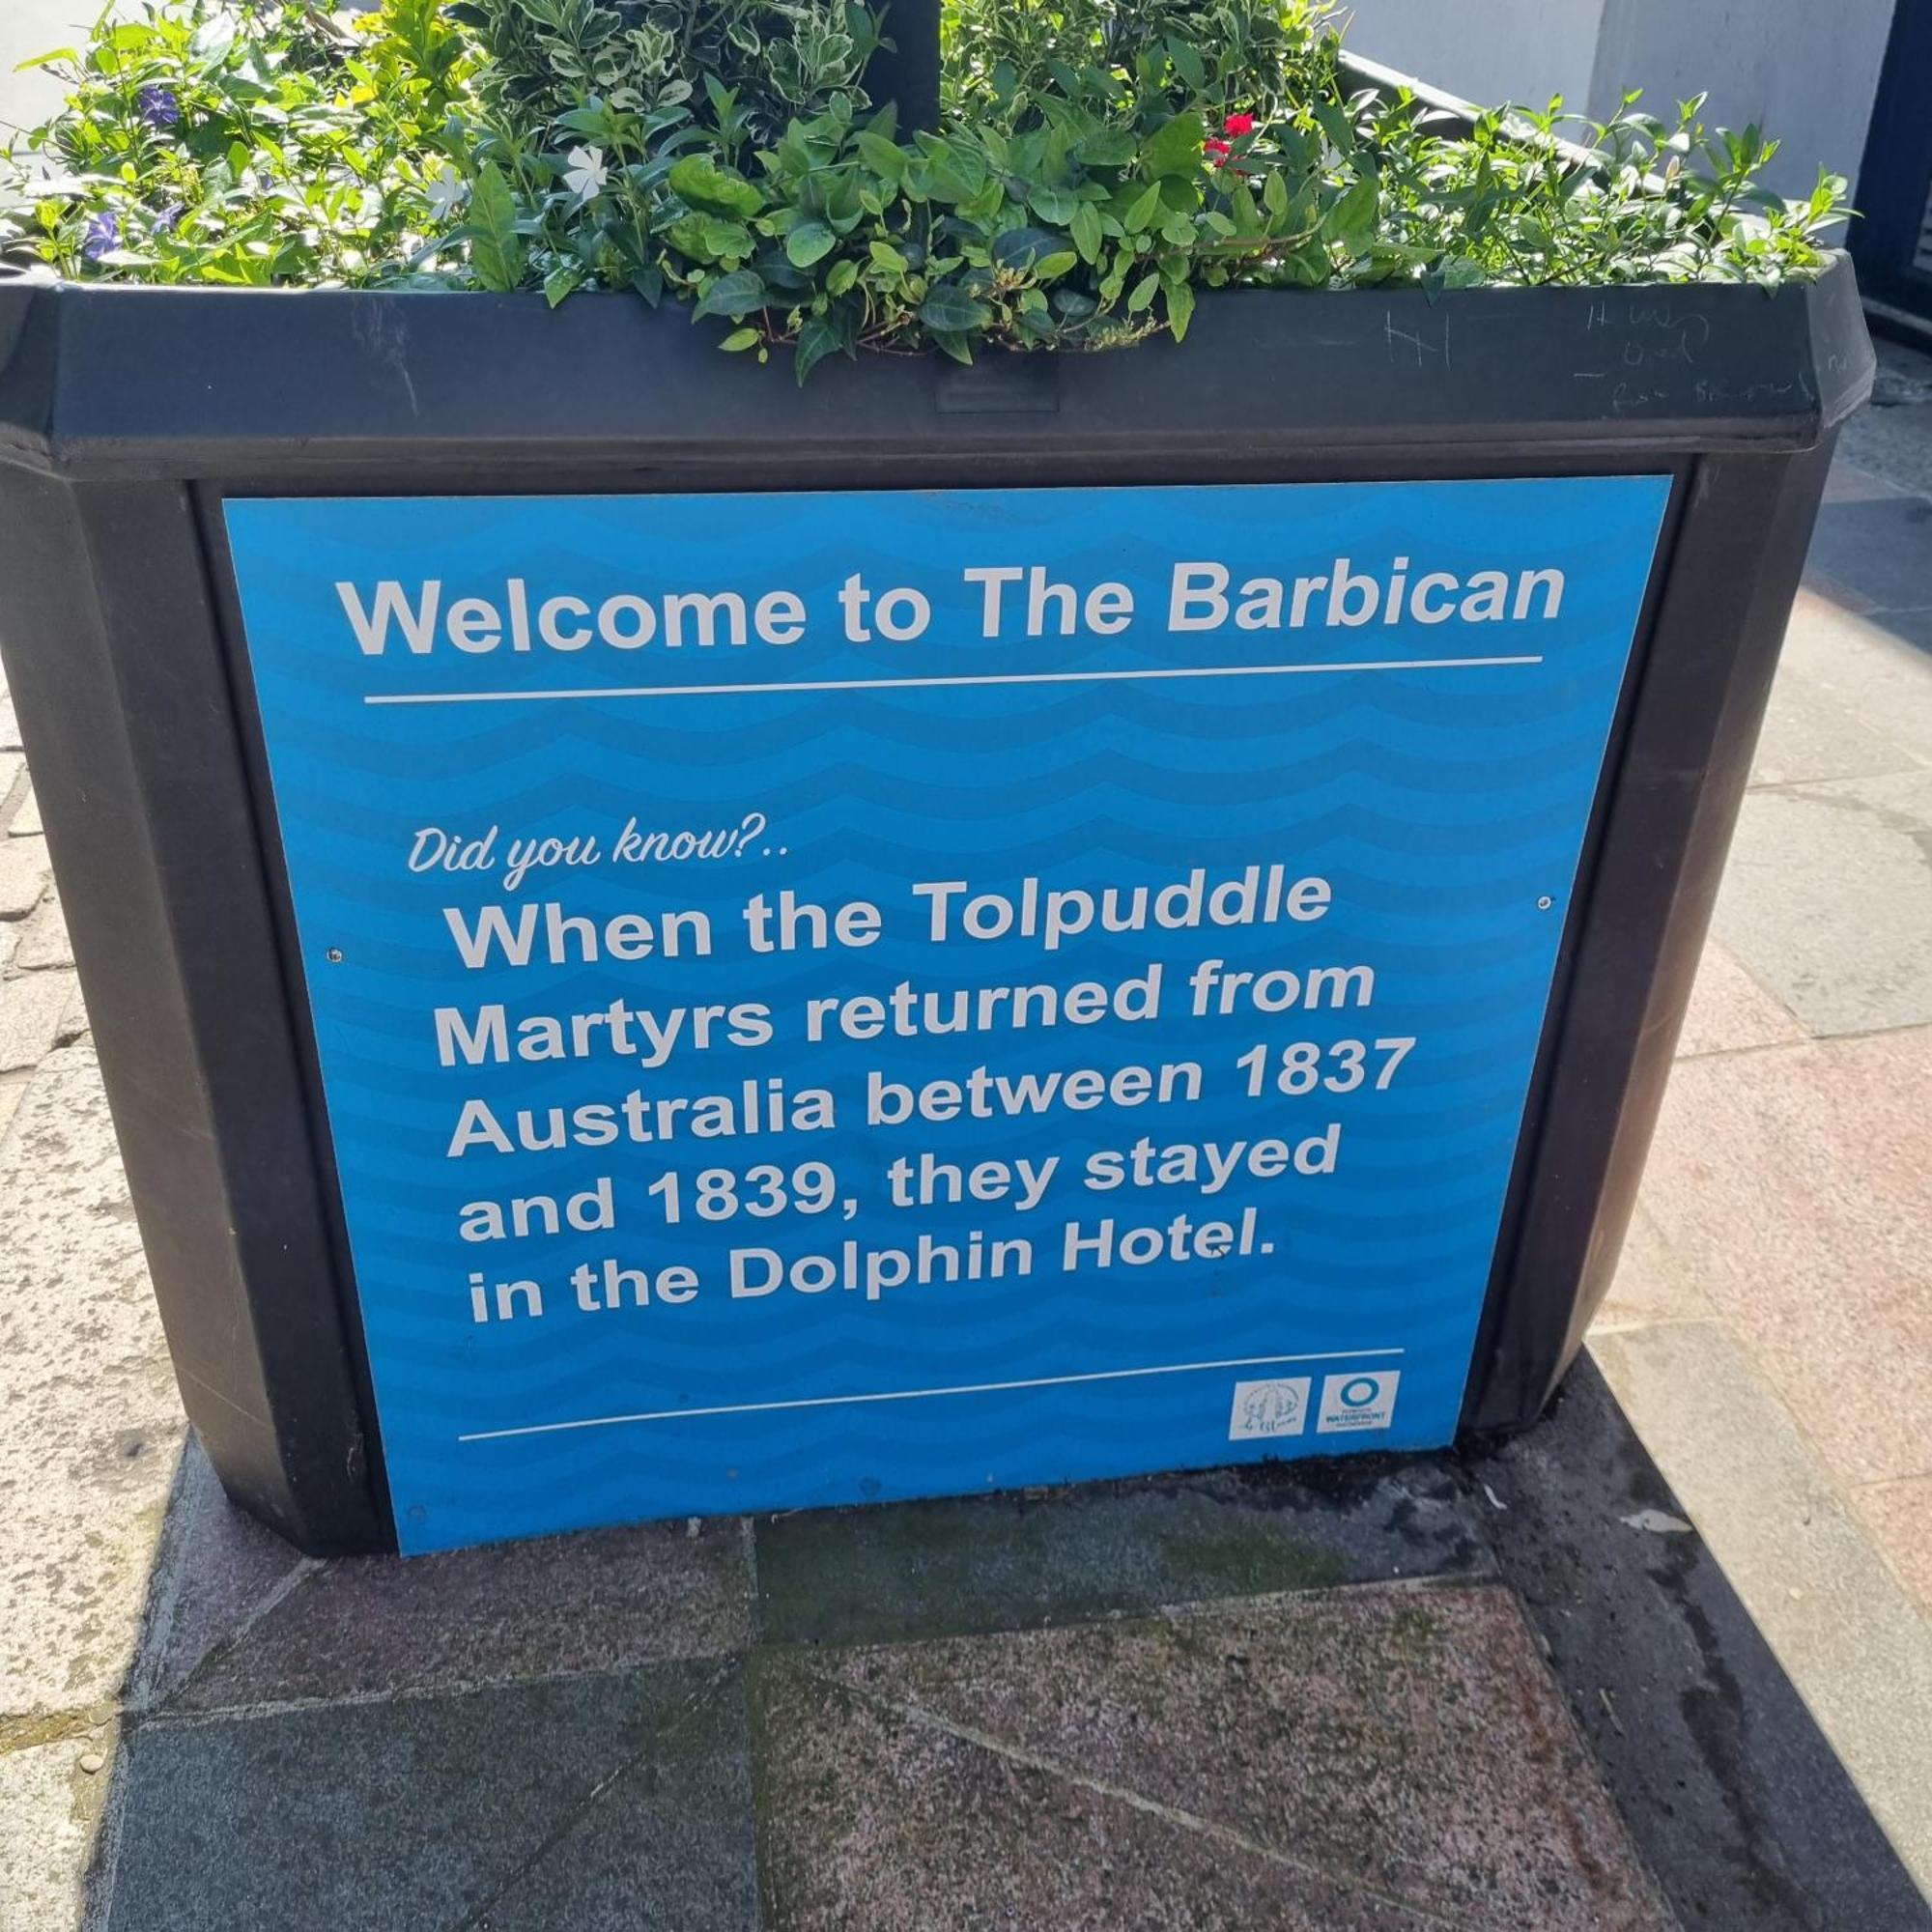 Welcome to The Barbican
Did you know?..
When the Tolpuddle
Martyrs returned from
Australia between 1837
and 1839, they stayed
in the Dolphin Hotel.
WATERFRONT